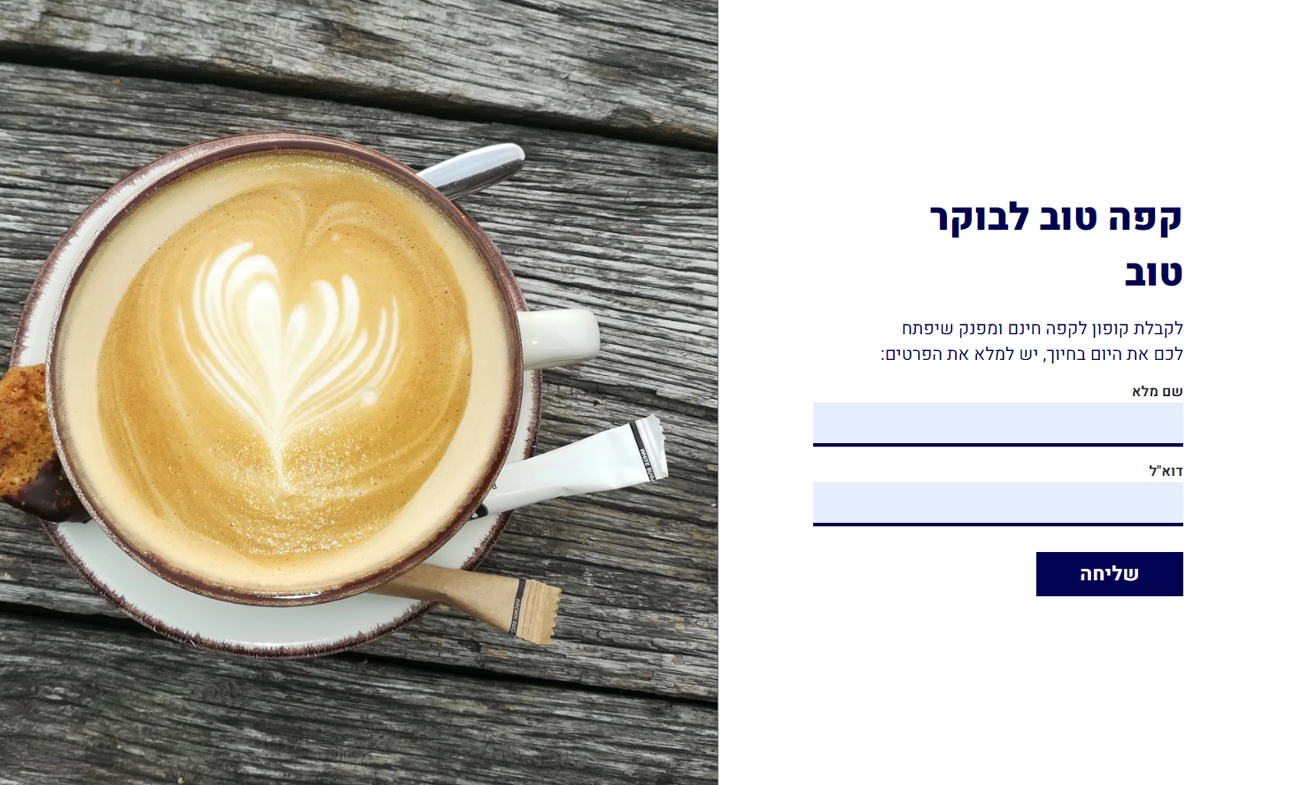 קפה טוב לבוקר
טוב
לקבלת קופון לקפה חינם ומפנק שיפתח
לכם את היום בחיוך, יש למלא את הפרטים:
שם מלא
דוא"ל
שליחה